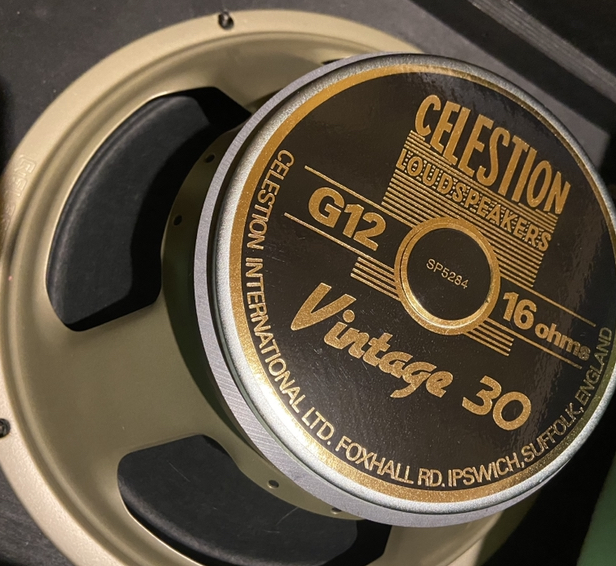 CELESTION
LOUDSPEAKERS
G12
SP5284
16 ohms
Vintage 30
CELESTION INTERNATIONAL LTD. FOXHALL RD. IPSWICH, SUFFOLK, ENGLAND